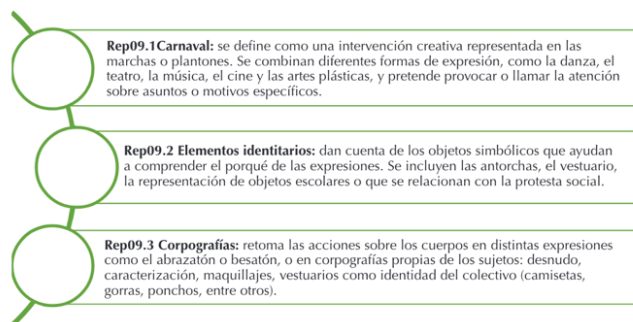 Rep09.1Carnaval: se define como una intervención creativa representada en las
marchas o plantones. Se combinan diferentes formas de expresión, como la danza, el
teatro, la música, el cine y las artes plásticas, y pretende provocar o llamar la atención
sobre asuntos o motivos específicos.
Rep09.2 Elementos identitarios: dan cuenta de los objetos simbólicos que ayudan
a comprender el porqué de las expresiones. Se incluyen las antorchas, el vestuario,
la representación de objetos escolares o que se relacionan con la protesta social.
Rep09.3 Corpografías: retoma las acciones sobre los cuerpos en distintas expresiones
como el abrazatón o besatón, o en corpografías propias de los sujetos: desnudo,
caracterización, maquillajes, vestuarios como identidad del colectivo (camisetas,
gorras, ponchos, entre otros).